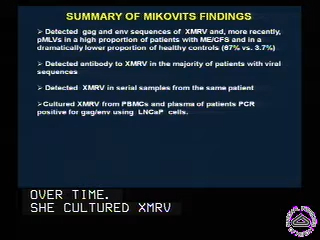 SUMMARY OF MIKOVITS FINDINGS
➢ Detected gag and env sequences of XMRV and, more recently,
pMLVs in a high proportion of patients with ME/CFS and in a
dramatically lower proportion of healthy controls (67% vs. 3.7%)
➢ Detected antibody to XMRV in the majority of patients with viral
sequences
➢ Detected XMRV in serial samples from the same patient
➢Cultured XMRV from PBMCs and plasma of patients PCR
positive for gag/env using LNCaP cells.
OVER TIME.
SHE CULTURED XMRV